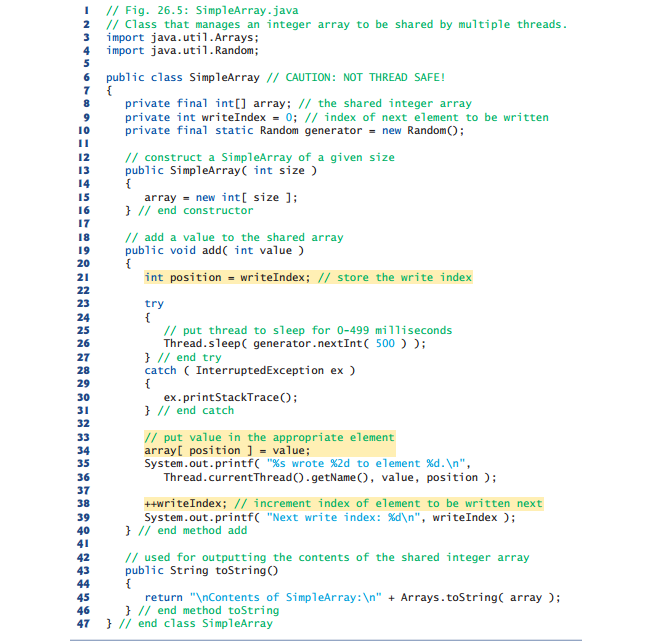 1 // Fig. 26.5: SimpleArray.java
2 // Class that manages an integer array to be shared by multiple threads.
3 import java.util.Arrays;
4 import java.util.Random;
5
6 public class SimpleArray // CAUTION: NOT THREAD SAFE!
7 {
8 private final int[] array; // the shared integer array
9 private int writeIndex = 0; // index of next element to be written
10 private final static Random generator = new Random();
11
12 // construct a SimpleArray of a given size
13 public SimpleArray( int size )
14 {
15 array = new int[ size ];
16 } // end constructor
17
18 // add a value to the shared array
19 public void add( int value )
20 {
21 int position = writeIndex; // store the write index
22
23 try
24 {
25 // put thread to sleep for 0-499 milliseconds
26 Thread.sleep( generator.nextInt( 500 ) );
27 } // end try
28 catch ( InterruptedException ex )
29 {
30 ex.printStackTrace();
31 } // end catch
32
33 // put value in the appropriate element
34 array[ position ] = value;
35 System.out.printf( "%s wrote %2d to element %d.\n",
36 Thread.currentThread().getName(), value, position );
37
38 ++writeIndex; // increment index of element to be written next
39 System.out.printf( "Next write index: %d\n", writeIndex );
40 } // end method add
41
42 // used for outputting the contents of the shared integer array
43 public String toString()
44 {
45 return "\nContents of SimpleArray:\n" + Arrays.toString( array );
46 } // end method toString
47 } // end class SimpleArray